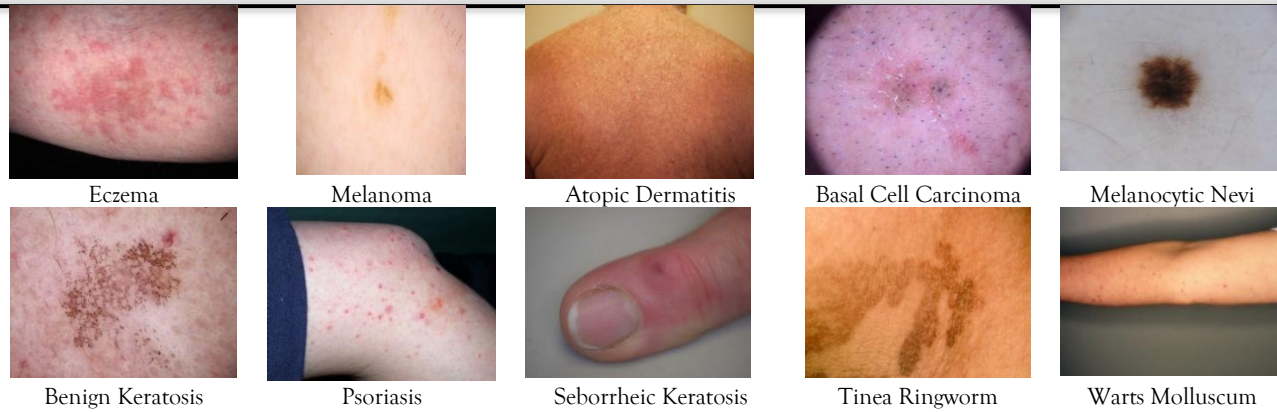 Eczema
Melanoma
Atopic Dermatitis
Basal Cell Carcinoma
Melanocytic Nevi
Benign Keratosis
Psoriasis
Seborrheic Keratosis
Tinea Ringworm
Warts Molluscum